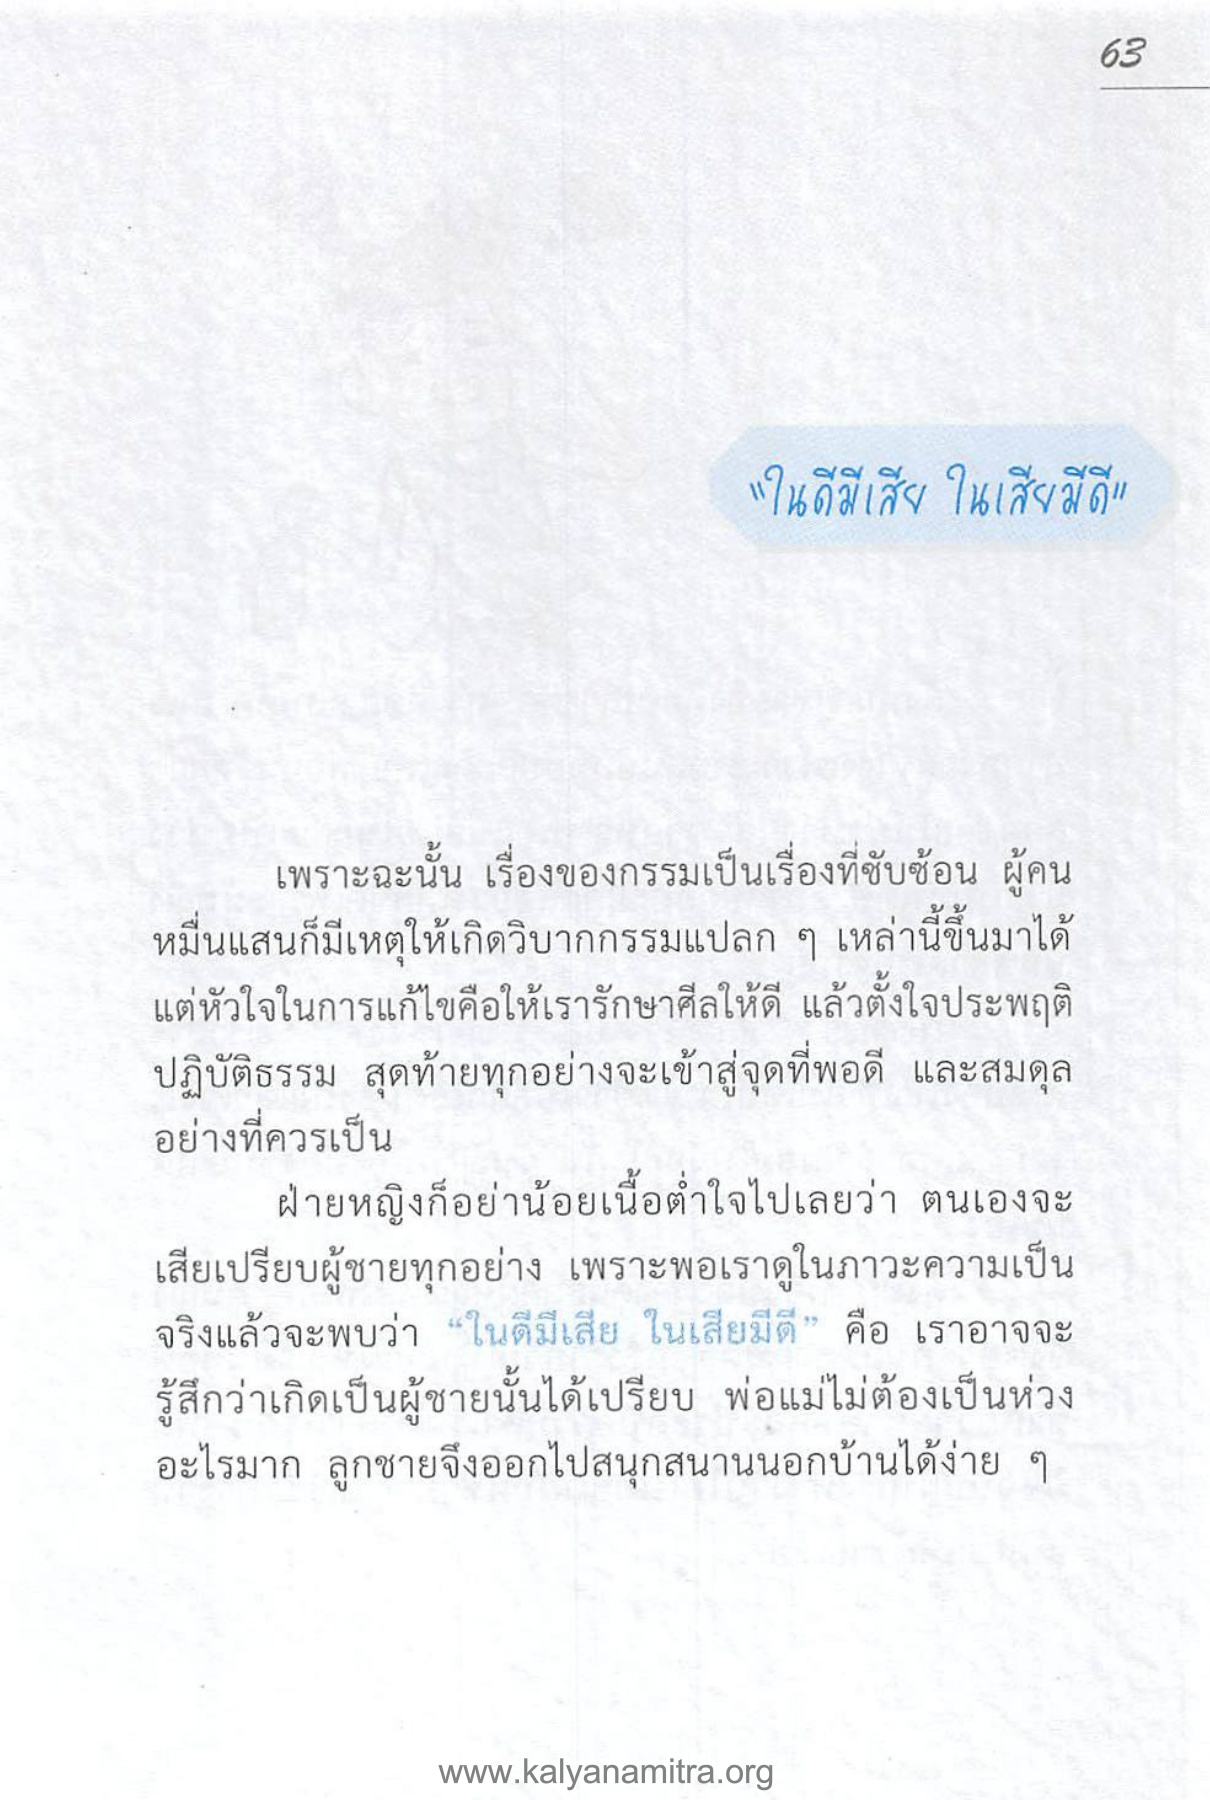 63
"ในดีมีเสีย ในเสียมีดี"
เพราะฉะนั้น เรื่องของกรรมเป็นเรื่องที่ซับซ้อน ผู้คน
หมื่นแสนก็มีเหตุให้เกิดวิบากกรรมแปลก ๆ เหล่านี้ขึ้นมาได้
แต่หัวใจในการแก้ไขคือให้เรารักษาศีลให้ดี แล้วตั้งใจประพฤติ
ปฏิบัติธรรม สุดท้ายทุกอย่างจะเข้าสู่จุดที่พอดี และสมดุล
อย่างที่ควรเป็น
ฝ่ายหญิงก็อย่าน้อยเนื้อต่ำใจไปเลยว่า ตนเองจะ
เสียเปรียบผู้ชายทุกอย่าง เพราะพอเราดูในภาวะความเป็น
จริงแล้วจะพบว่า “ในดีมีเสีย ในเสียมีดี” คือ เราอาจจะ
รู้สึกว่าเกิดเป็นผู้ชายนั้นได้เปรียบ พ่อแม่ไม่ต้องเป็นห่วง
อะไรมาก ลูกชายจึงออกไปสนุกสนานนอกบ้านได้ง่าย ๆ
www.kalyanamitra.org